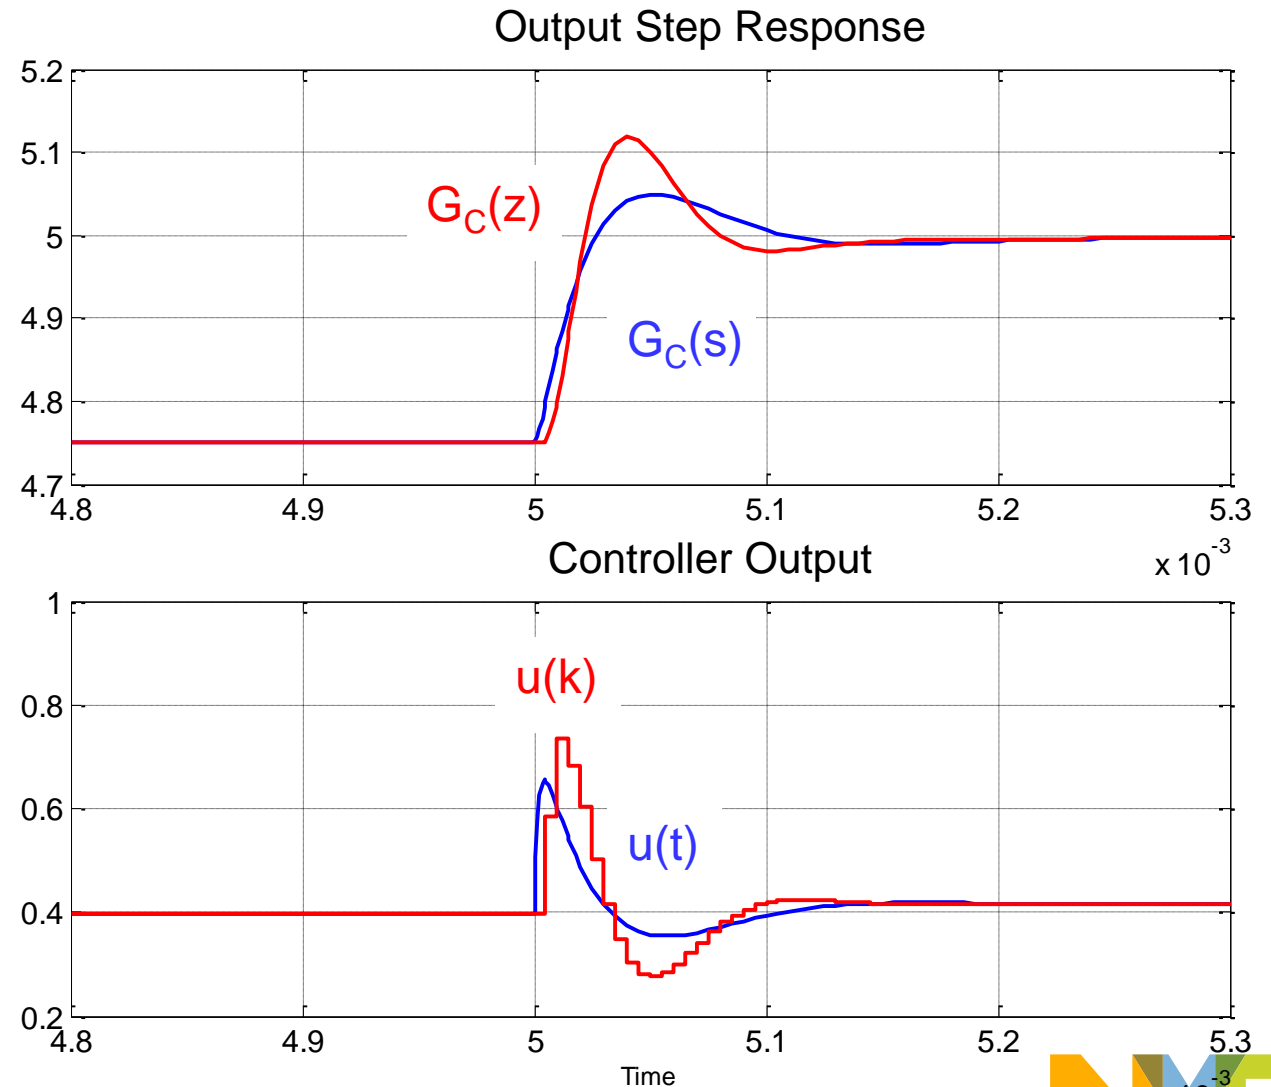 Output Step Response
5.2
5.1
5
4.9
4.8
4.7
G_C(z)
G_C(s)
4.8 4.9 5 5.1 5.2 5.3
x 10^-3
Controller Output
1
0.8
0.6
0.4
0.2
u(k)
u(t)
4.8 4.9 5 5.1 5.2 5.3
Time